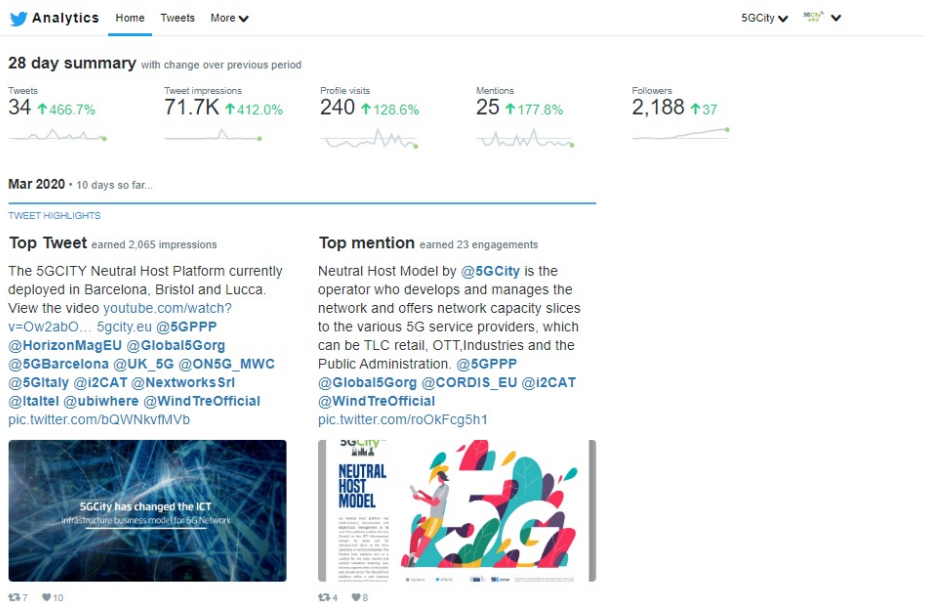 Analytics Home Tweets More 5GCity
28 day summary with change over previous period
Tweets Tweet impressions Profile visits Mentions Followers
34 466.7% 71.7K 412.0% 240 128.6% 25 177.8% 2,188 37
Mar 2020 • 10 days so far...
TWEET HIGHLIGHTS
Top Tweet earned 2,065 impressions
The 5GCITY Neutral Host Platform currently
deployed in Barcelona, Bristol and Lucca.
View the video youtube.com/watch?
v=Ow2abO… 5gcity.eu @5GPPP
@HorizonMagEU @Global5Gorg
@5GBarcelona @UK_5G @ON5G_MWC
@5GItaly @i2CAT @NextworksSrl
@Italtel @ubiwhere @WindTreOfficial
pic.twitter.com/bQWNkvfMVb
5GCity has changed the ICT
infrastructure business model for 5G Network
7 10
Top mention earned 23 engagements
Neutral Host Model by @5GCity is the
operator who develops and manages the
network and offers network capacity slices
to the various 5G service providers, which
can be TLC retail, OTT,Industries and the
Public Administration. @5GPPP
@Global5Gorg @CORDIS_EU @i2CAT
@WindTreOfficial
pic.twitter.com/roOkFcg5h1
5GCity
NEUTRAL
HOST
MODEL
5G
4 8